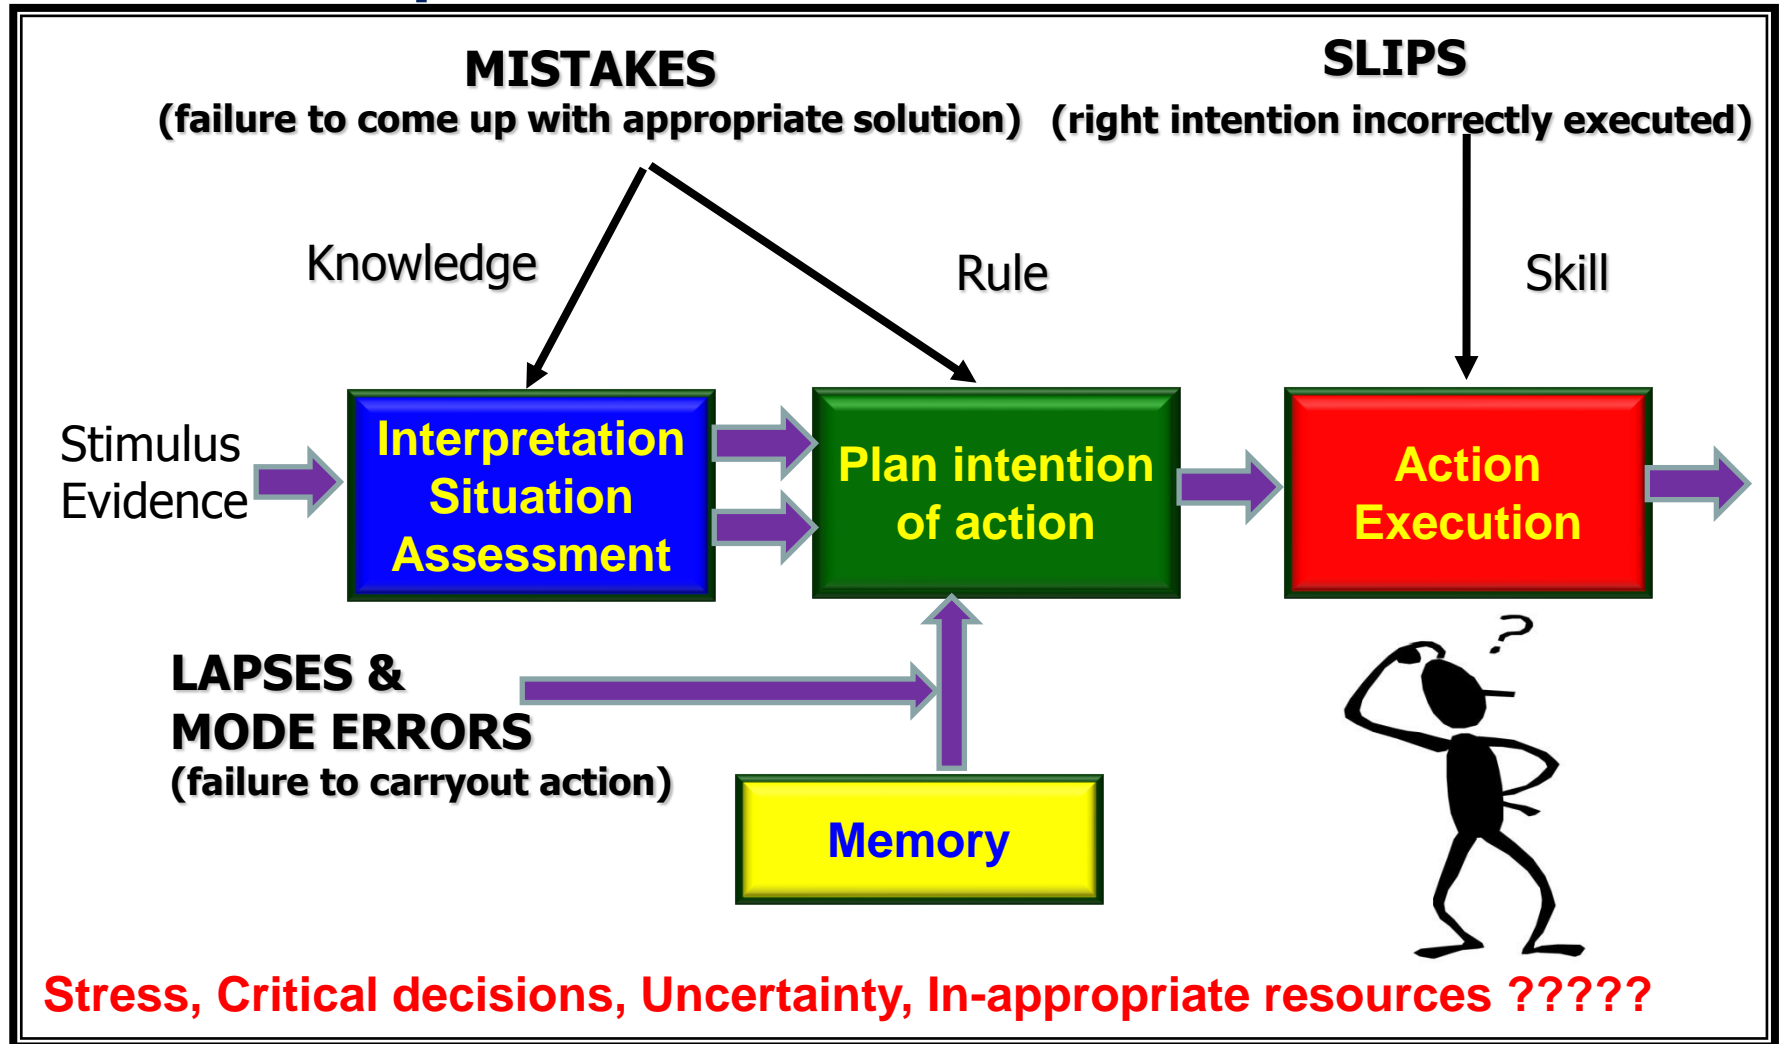 MISTAKES
(failure to come up with appropriate solution)
SLIPS
(right intention incorrectly executed)
Knowledge
Rule
Skill
Stimulus
Evidence
Interpretation
Situation
Assessment
Plan intention
of action
Action
Execution
LAPSES &
MODE ERRORS
(failure to carryout action)
Memory
?
Stress, Critical decisions, Uncertainty, In-appropriate resources ?????